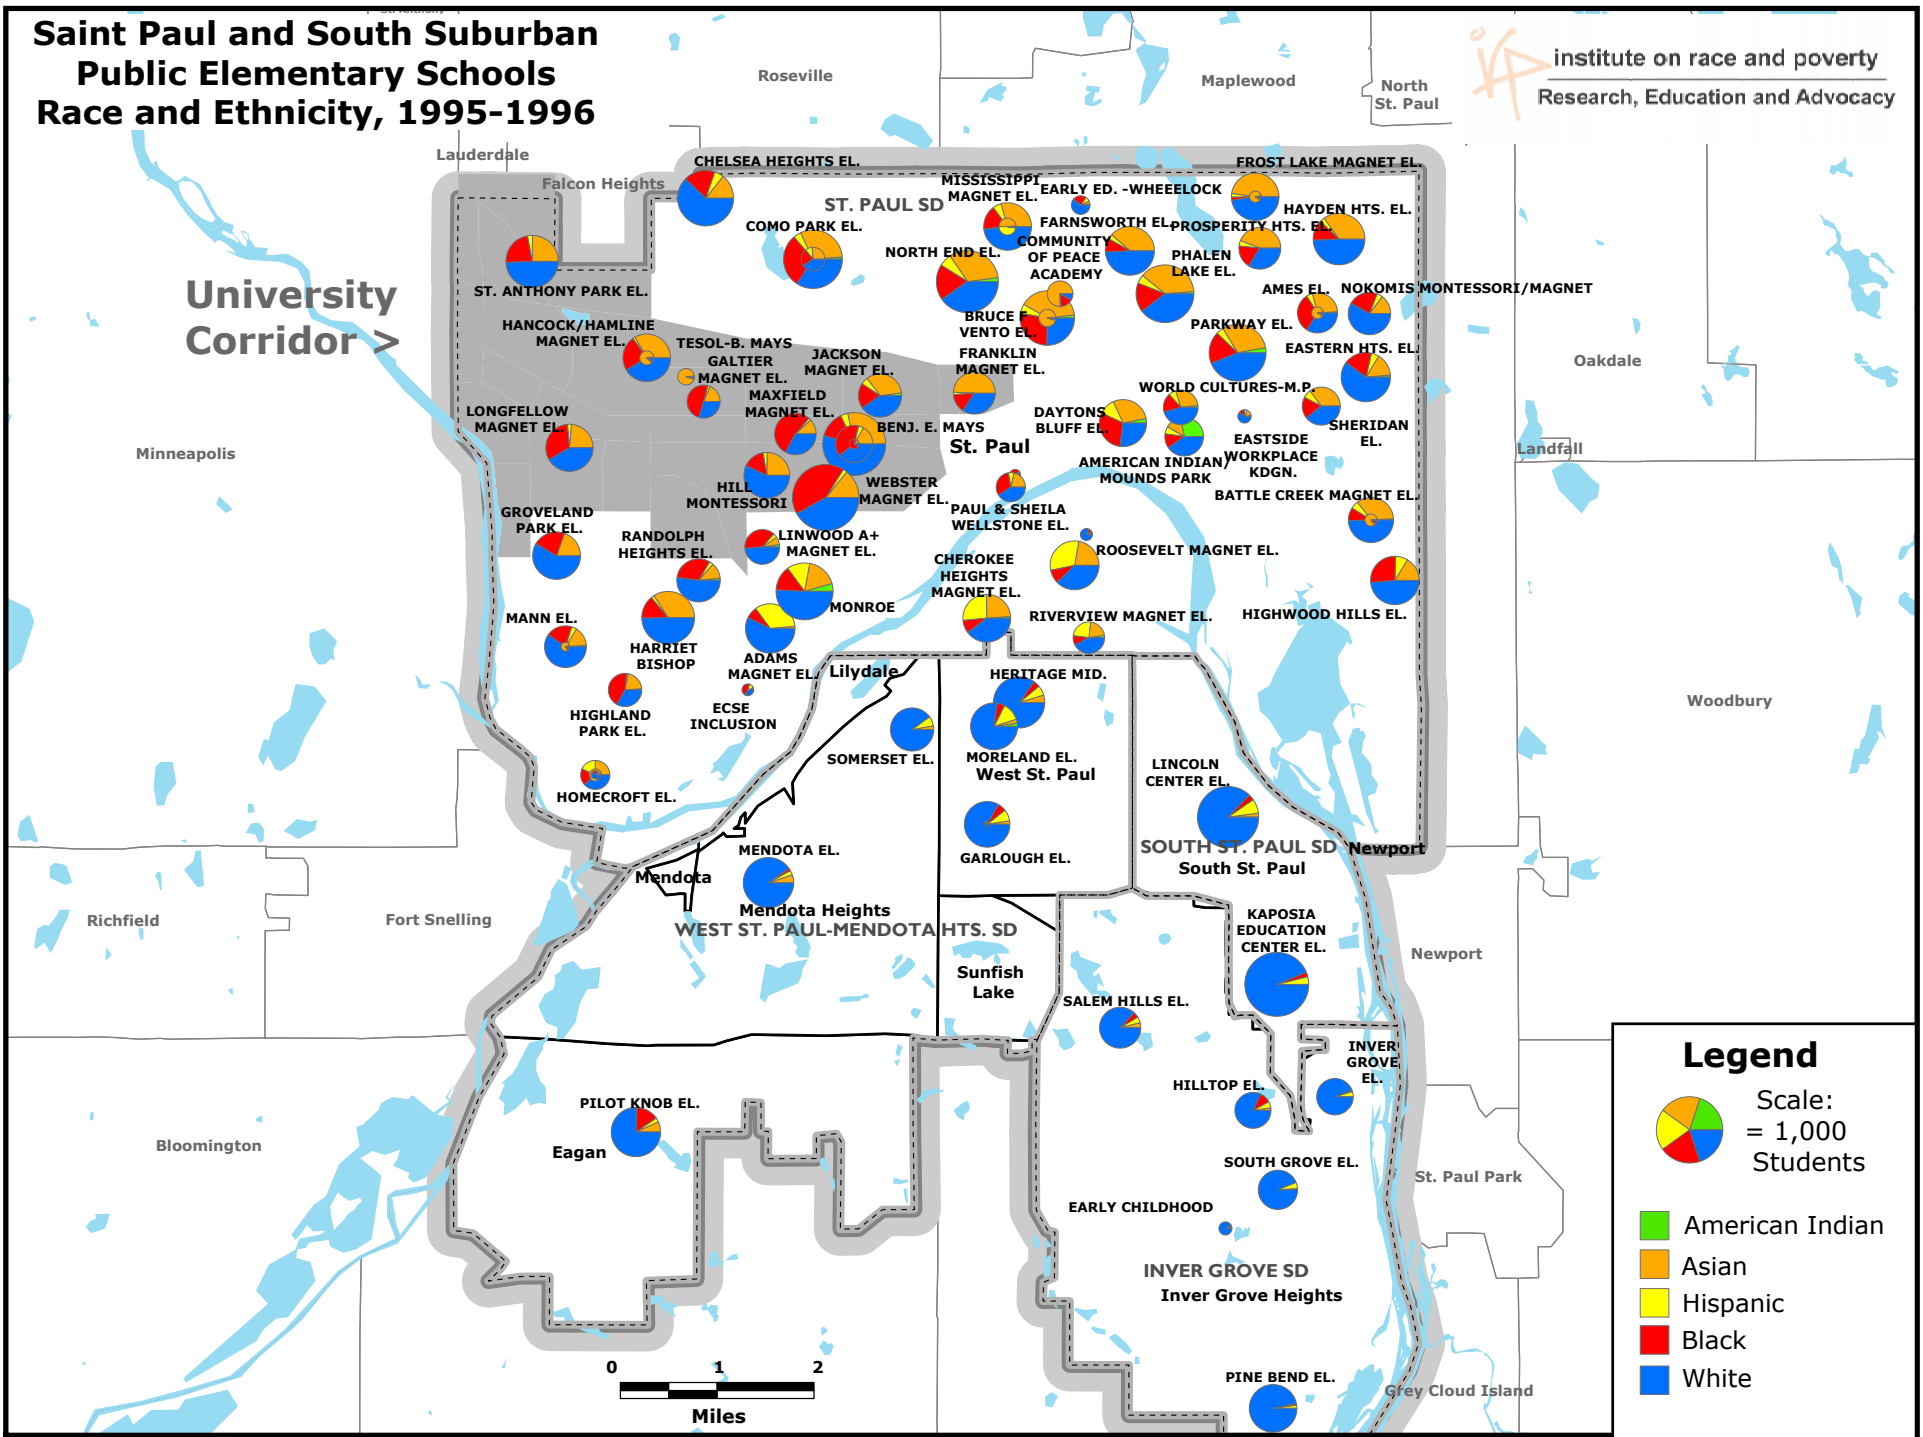 Saint Paul and South Suburban
Public Elementary Schools
Race and Ethnicity, 1995-1996
institute on race and poverty
Research, Education and Advocacy
Roseville
Maplewood
North
St. Paul
Lauderdale
Falcon Heights
CHELSEA HEIGHTS EL.
FROST LAKE MAGNET EL.
MISSISSIPPI
MAGNET EL.
EARLY ED. -WHEEELOCK
ST. PAUL SD
HAYDEN HTS. EL.
COMO PARK EL.
FARNSWORTH EL.
PROSPERITY HTS. EL.
NORTH END EL.
COMMUNITY
OF PEACE
ACADEMY
PHALEN
LAKE EL.
ST. ANTHONY PARK EL.
University
Corridor >
AMES EL.
NOKOMIS MONTESSORI/MAGNET
HANCOCK/HAMLINE
MAGNET EL.
BRUCE F
VENTO EL.
PARKWAY EL.
TESOL-B. MAYS
GALTIER
MAGNET EL.
JACKSON
MAGNET EL.
FRANKLIN
MAGNET EL.
EASTERN HTS. EL.
Oakdale
WORLD CULTURES-M.P.
MAXFIELD
MAGNET EL.
LONGFELLOW
MAGNET EL.
DAYTONS
BLUFF EL.
BENJ. E. MAYS
SHERIDAN
EL.
St. Paul
EASTSIDE
WORKPLACE
KDGN.
Minneapolis
Landfall
AMERICAN INDIAN/
MOUNDS PARK
HILL
MONTESSORI
WEBSTER
MAGNET EL.
BATTLE CREEK MAGNET EL.
GROVELAND
PARK EL.
PAUL & SHEILA
WELLSTONE EL.
RANDOLPH
HEIGHTS EL.
LINWOOD A+
MAGNET EL.
ROOSEVELT MAGNET EL.
CHEROKEE
HEIGHTS
MAGNET EL.
MONROE
MANN EL.
RIVERVIEW MAGNET EL.
HIGHWOOD HILLS EL.
HARRIET
BISHOP
ADAMS
MAGNET EL.
Lilydale
HERITAGE MID.
Woodbury
HIGHLAND
PARK EL.
ECSE
INCLUSION
SOMERSET EL.
MORELAND EL.
West St. Paul
LINCOLN
CENTER EL.
HOMECROFT EL.
SOUTH ST. PAUL SD
Newport
MENDOTA EL.
GARLOUGH EL.
South St. Paul
Mendota
Mendota Heights
WEST ST. PAUL-MENDOTA HTS. SD
Richfield
Fort Snelling
KAPOSIA
EDUCATION
CENTER EL.
Newport
Sunfish
Lake
SALEM HILLS EL.
INVER
GROVE
EL.
HILLTOP EL.
PILOT KNOB EL.
Eagan
Bloomington
SOUTH GROVE EL.
St. Paul Park
EARLY CHILDHOOD
INVER GROVE SD
Inver Grove Heights
PINE BEND EL.
Grey Cloud Island
0 1 2
Miles
Legend
Scale:
= 1,000
Students
American Indian
Asian
Hispanic
Black
White